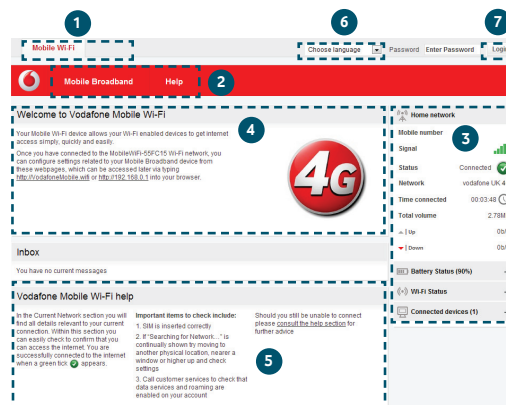 1
6
7
Mobile Wi-Fi
Choose language
Password
Enter Password
Login
Mobile Broadband
Help
2
Welcome to Vodafone Mobile Wi-Fi
4
Your Mobile Wi-Fi device allows your Wi-Fi enabled devices to get internet
access simply, quickly and easily.
Once you have connected to the MobileWiFi-55FC15 Wi-Fi network, you
can configure settings related to your Mobile Broadband device from
these webpages, which can be accessed later via typing
http://vodafoneMobile.wifi or http://192.168.0.1 into your browser.
4G
Home network
Mobile number
3
Signal
Status Connected
Network vodafone UK 4
Time connected 00:03:48
Total volume 2.78M
Up 0b/
Down 0b/
Battery Status (90%)
Wi-Fi Status
Connected devices (1)
Inbox
You have no current messages
Vodafone Mobile Wi-Fi help
In the Current Network section you will
find all details relevant to your current
connection. Within this section you
can easily check to confirm that you
can access the internet. You are
successfully connected to the internet
when a green tick appears.
Important items to check include:
1. SIM is inserted correctly
2. If "Searching for Network..." is
continually shown try moving to
another physical location, nearer a
window or higher up and check
settings
3. Call customer services to check that
data services and roaming are
enabled on your account
Should you still be unable to connect
please consult the help section for
further advice
5